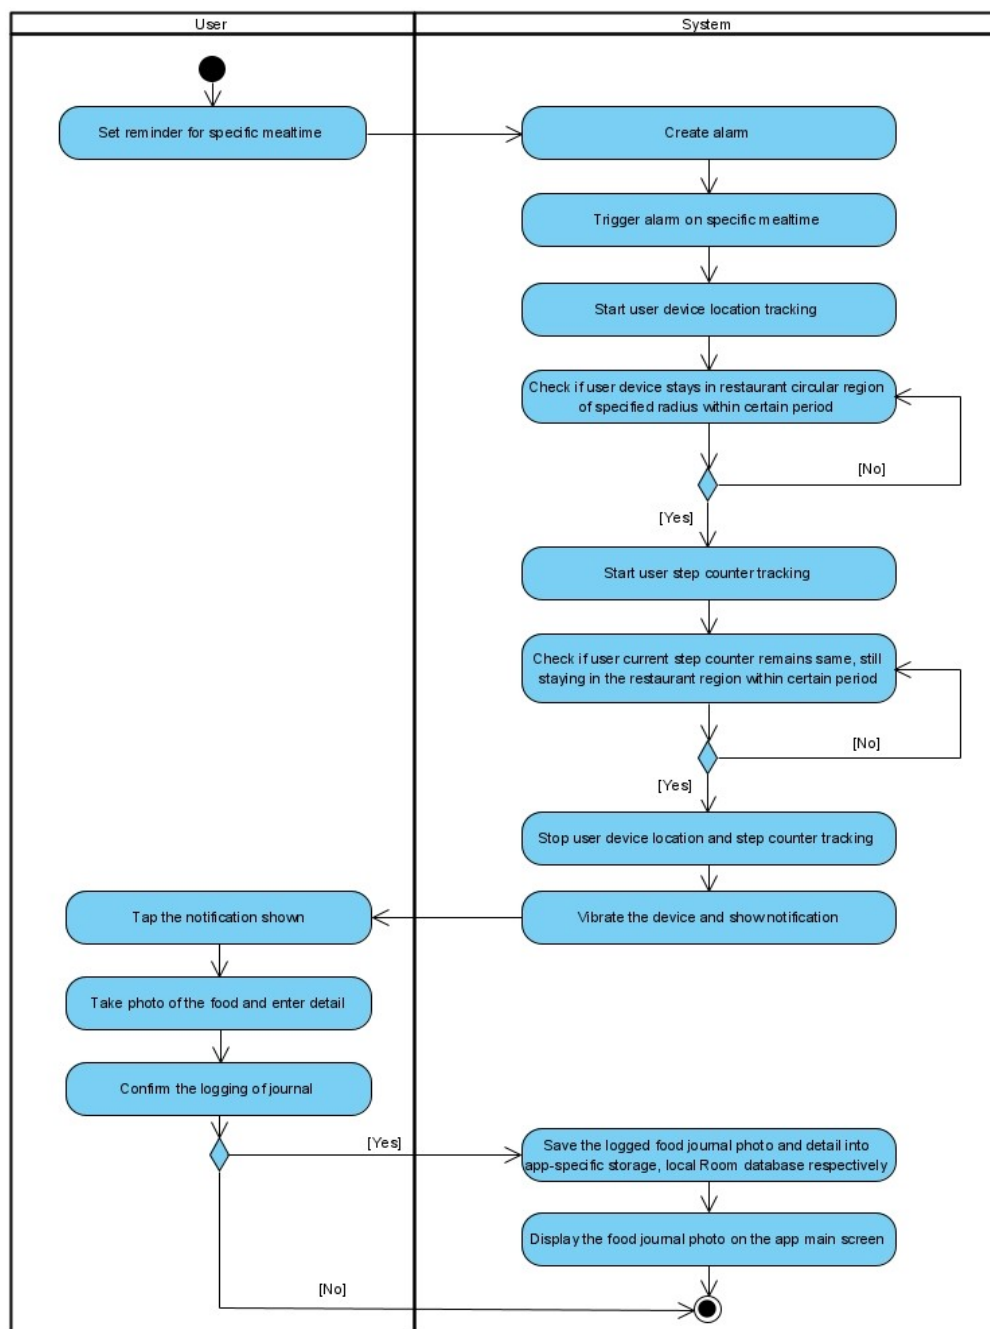 User
System
Set reminder for specific mealtime
Create alarm
Trigger alarm on specific mealtime
Start user device location tracking
Check if user device stays in restaurant circular region
of specified radius within certain period
[No]
[Yes]
Start user step counter tracking
Check if user current step counter remains same, still
staying in the restaurant region within certain period
[No]
[Yes]
Stop user device location and step counter tracking
Tap the notification shown
Vibrate the device and show notification
Take photo of the food and enter detail
Confirm the logging of journal
[Yes]
Save the logged food journal photo and detail into
app-specific storage, local Room database respectively
Display the food journal photo on the app main screen
[No]